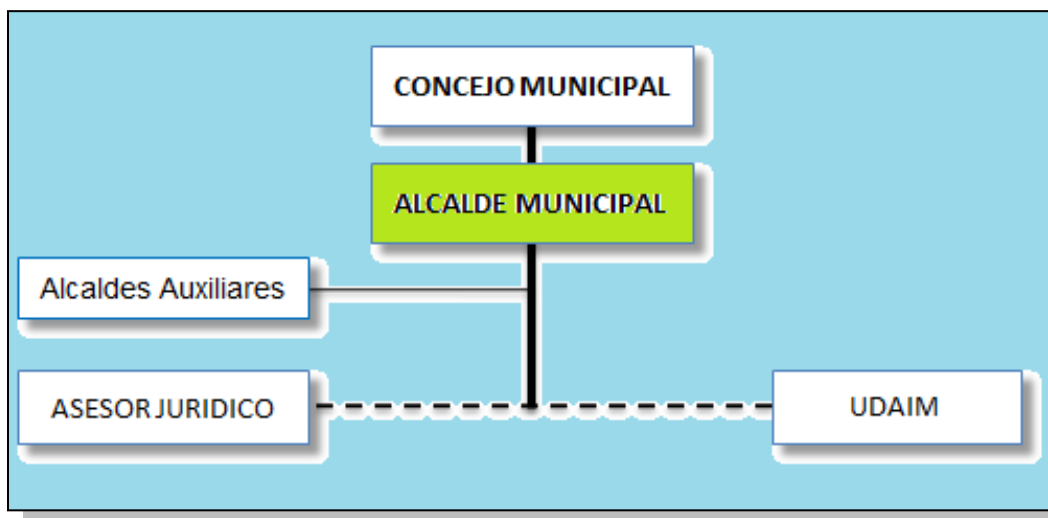 CONCEJO MUNICIPAL
ALCALDE MUNICIPAL
Alcaldes Auxiliares
ASESOR JURIDICO
UDAIM